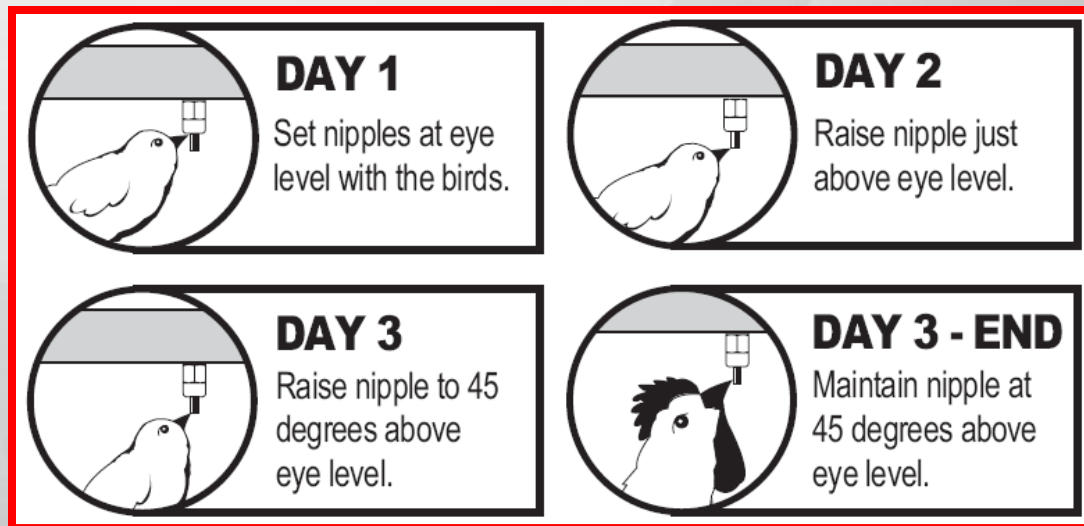 DAY 1
Set nipples at eye
level with the birds.
DAY 2
Raise nipple just
above eye level.
DAY 3
Raise nipple to 45
degrees above
eye level.
DAY 3 - END
Maintain nipple at
45 degrees above
eye level.